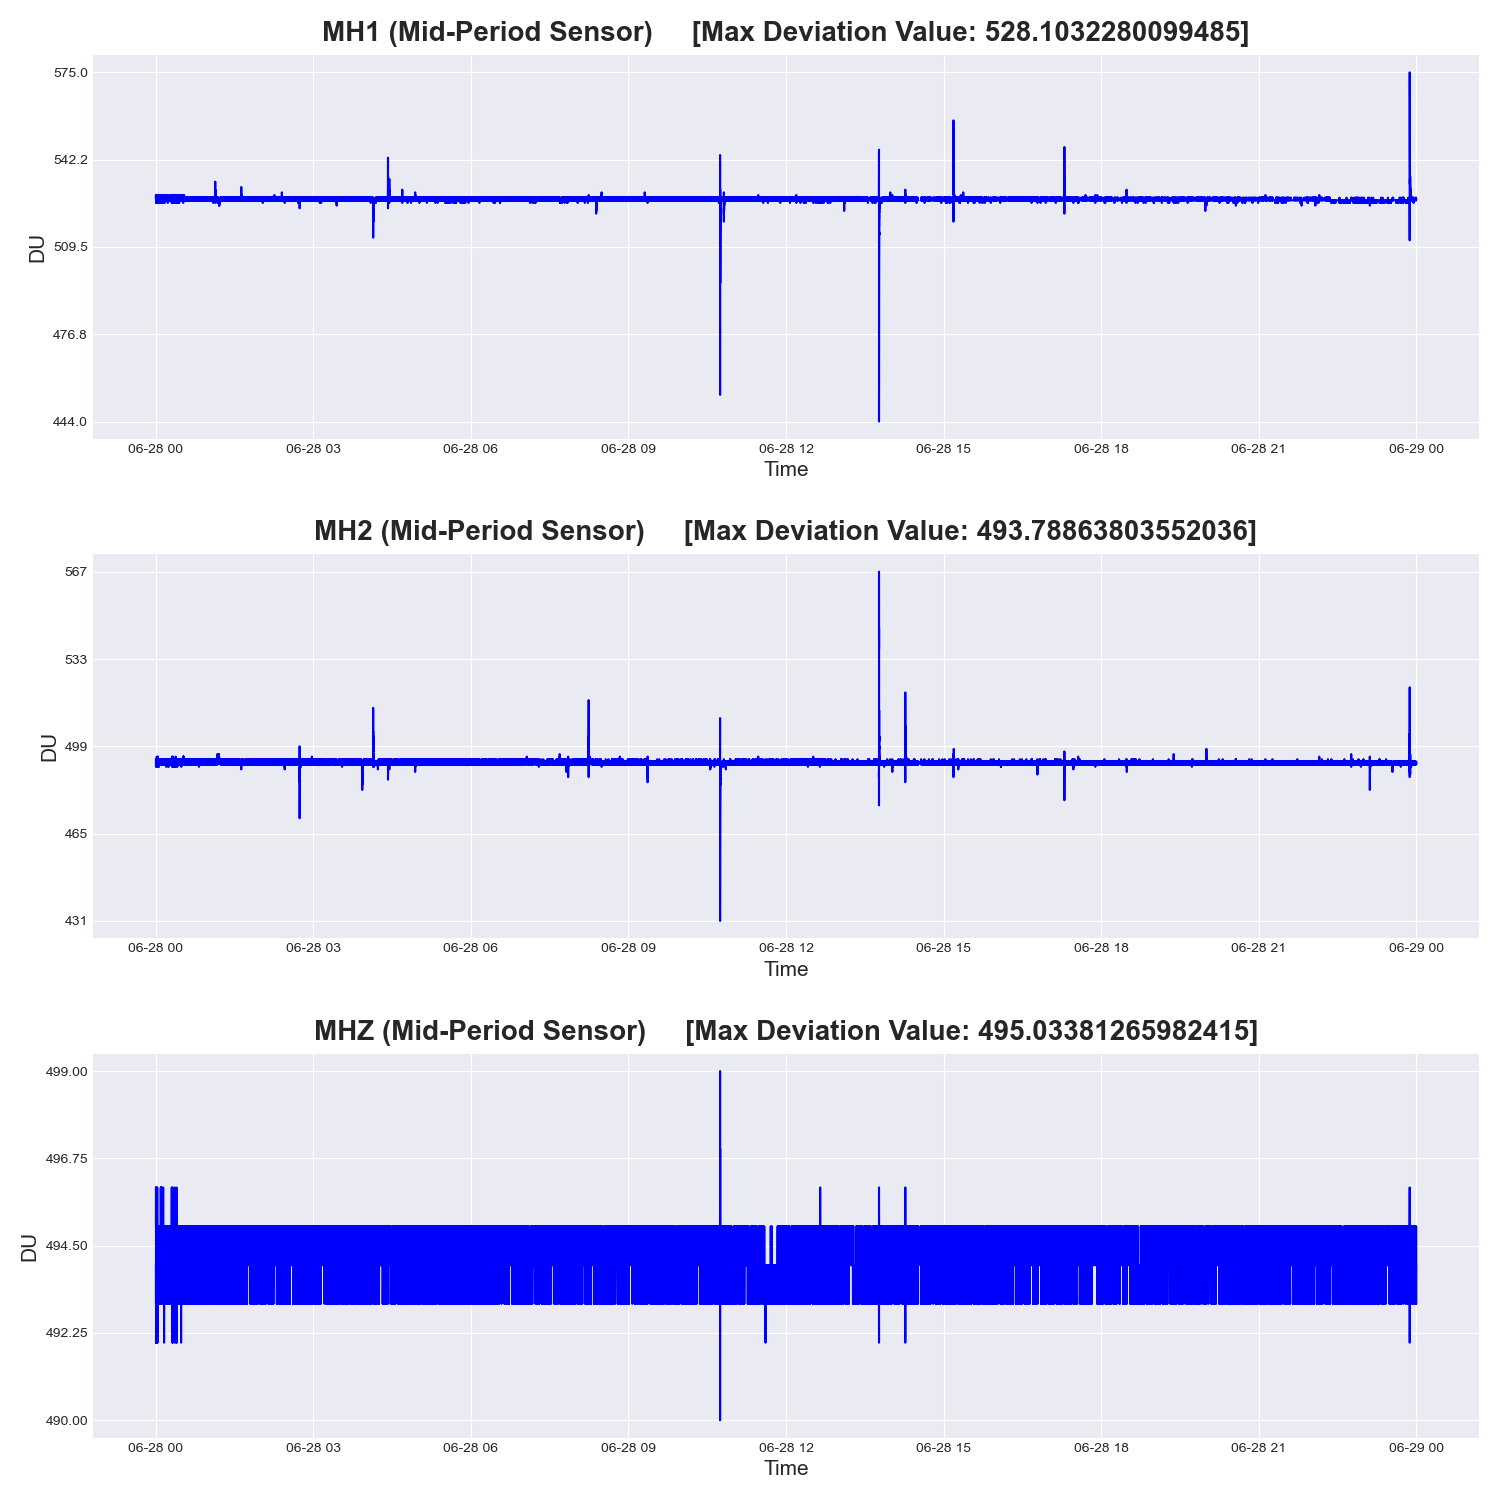 MH1 (Mid-Period Sensor) [Max Deviation Value: 528.1032280099485]
575.0
542.2
509.5
476.8
444.0
DU
06-28 00 06-28 03 06-28 06 06-28 09 06-28 12 06-28 15 06-28 18 06-28 21 06-29 00
Time
MH2 (Mid-Period Sensor) [Max Deviation Value: 493.78863803552036]
567
533
499
465
431
DU
06-28 00 06-28 03 06-28 06 06-28 09 06-28 12 06-28 15 06-28 18 06-28 21 06-29 00
Time
MHZ (Mid-Period Sensor) [Max Deviation Value: 495.03381265982415]
499.00
496.75
494.50
492.25
490.00
DU
06-28 00 06-28 03 06-28 06 06-28 09 06-28 12 06-28 15 06-28 18 06-28 21 06-29 00
Time